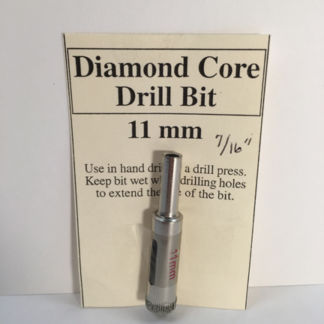 Diamond Core
Drill Bit
11 mm 7/16"
Use in hand dri a drill press.
Keep bit wet w drilling holes
to extend the e of the bit.
11mm